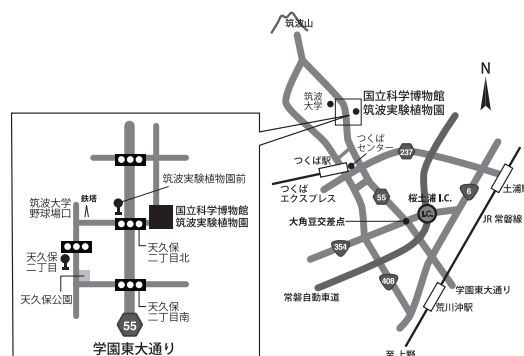 筑波山
N
国立科学博物館
筑波実験植物園
筑波
大学
つくば
センター
つくば駅
237
土浦駅
つくば
エクスプレス
55
桜土浦 I.C.
6
I.C.
大角豆交差点
JR 常磐線
354
408
学園東大通り
常磐自動車道
荒川沖駅
至 上野
筑波実験植物園前
筑波大学
野球場口
鉄塔
国立科学博物館
筑波実験植物園
天久保
二丁目
天久保
二丁目北
天久保公園
天久保
二丁目南
55
学園東大通り